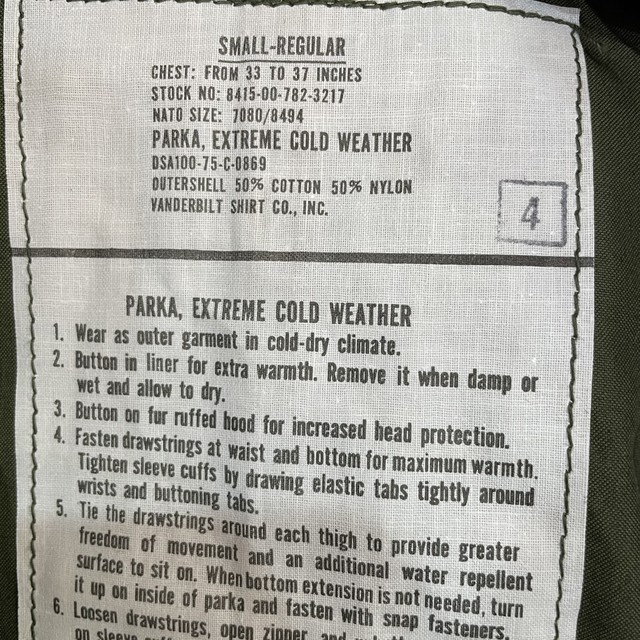 SMALL-REGULAR
CHEST: FROM 33 TO 37 INCHES
STOCK NO: 8415-00-782-3217
NATO SIZE: 7080/8494
PARKA, EXTREME COLD WEATHER
DSA100-75-C-0869
OUTERSHELL 50% COTTON 50% NYLON
VANDERBILT SHIRT CO., INC.
4
PARKA, EXTREME COLD WEATHER
1. Wear as outer garment in cold-dry climate.
2. Button in liner for extra warmth. Remove it when damp or
wet and allow to dry.
3. Button on fur ruffed hood for increased head protection.
4. Fasten drawstrings at waist and bottom for maximum warmth.
Tighten sleeve cuffs by drawing elastic tabs tightly around
wrists and buttoning tabs.
5. Tie the drawstrings around each thigh to provide greater
freedom of movement and an additional water repellent
surface to sit on. When bottom extension is not needed, turn
it up on inside of parka and fasten with snap fasteners.
6. Loosen drawstrings, open zipper, and
on sleeve